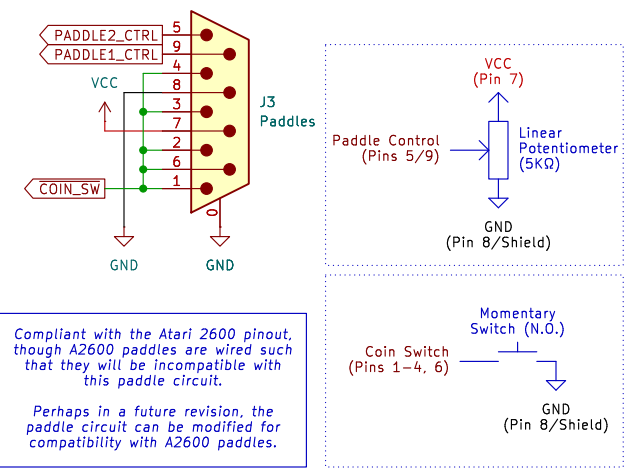 PADDLE2_CTRL
5
PADDLE1_CTRL
9
4
VCC
8
3
7
2
6
COIN_SW
1
0
J3
Paddles
GND
GND
VCC
(Pin 7)
Paddle Control
(Pins 5/9)
Linear
Potentiometer
(5KΩ)
GND
(Pin 8/Shield)
Momentary
Switch (N.O.)
Coin Switch
(Pins 1-4, 6)
GND
(Pin 8/Shield)
Compliant with the Atari 2600 pinout,
though A2600 paddles are wired such
that they will be incompatible with
this paddle circuit.
Perhaps in a future revision, the
paddle circuit can be modified for
compatibility with A2600 paddles.